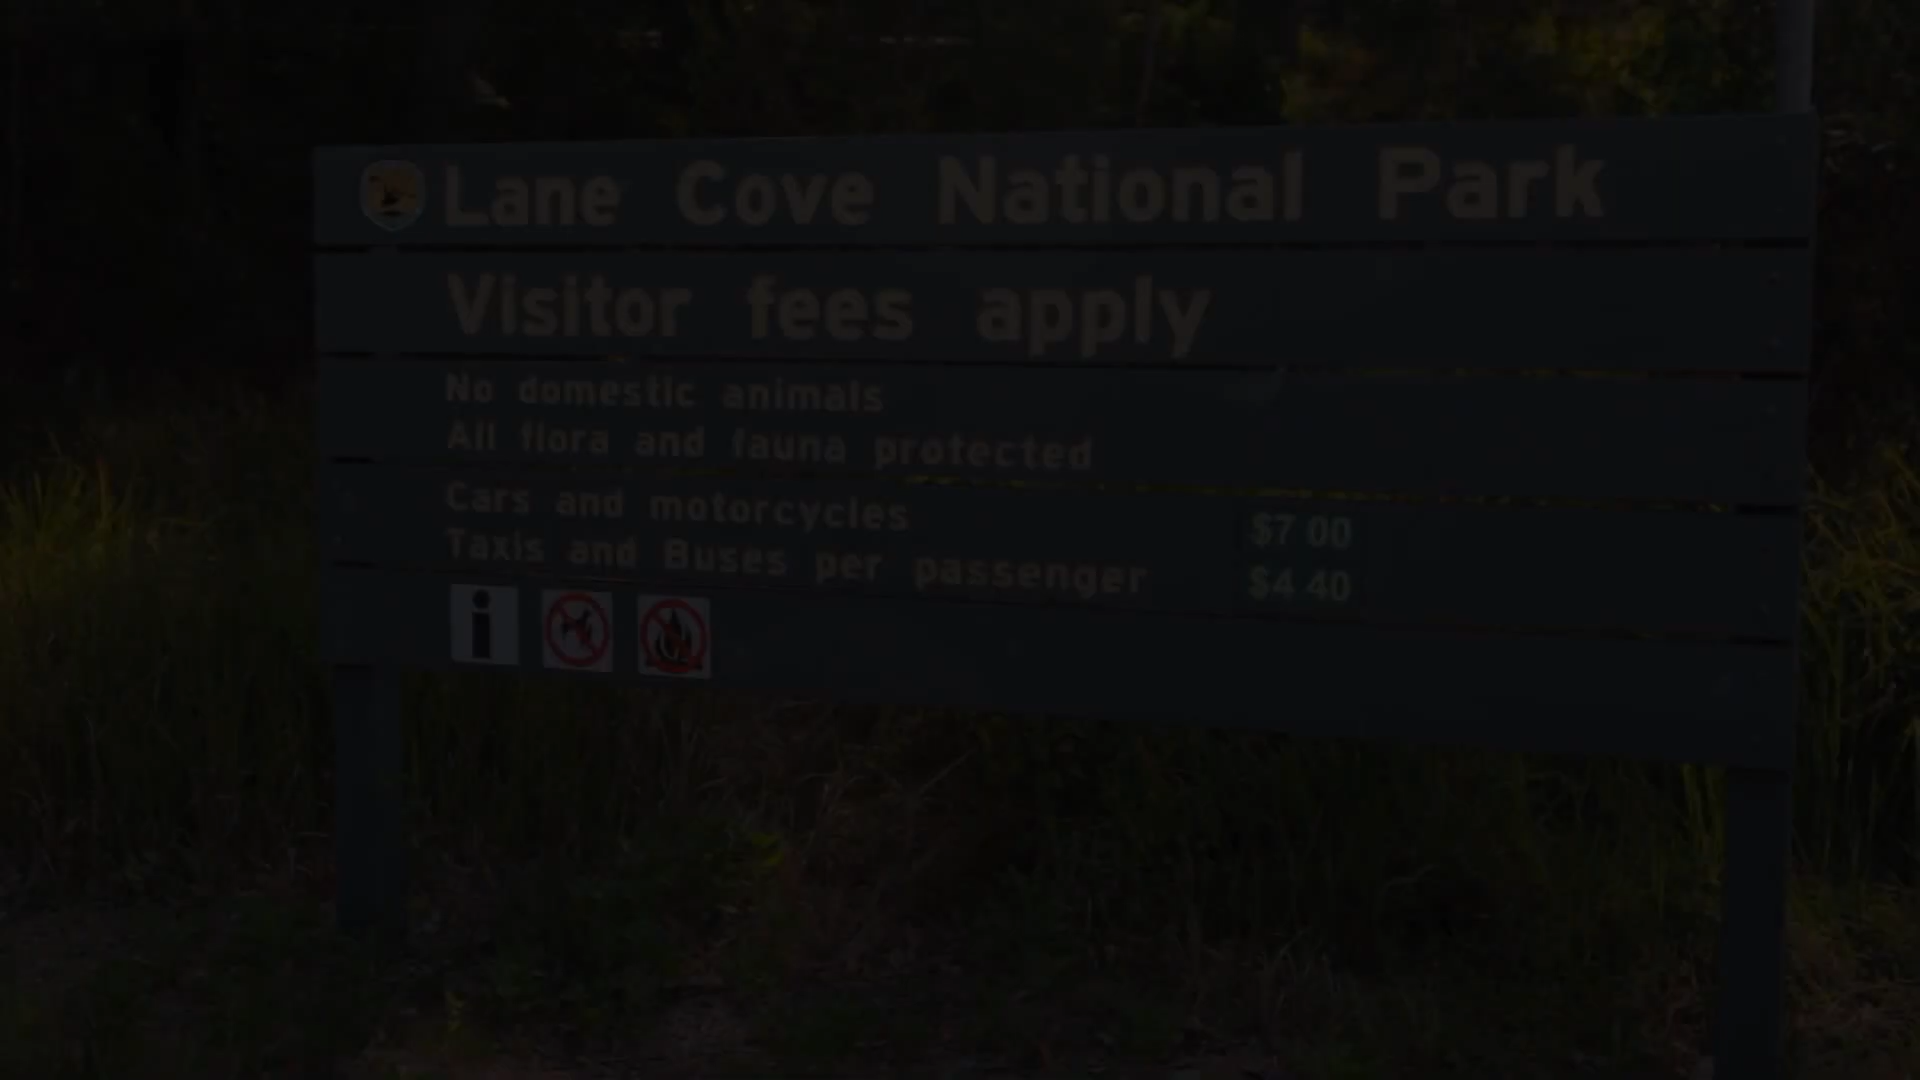 Lane Cove National Park
Visitor fees apply
No domestic animals
All flora and fauna protected
Cars and motorcycles $7 00
Taxis and Buses per passenger $4 40
i